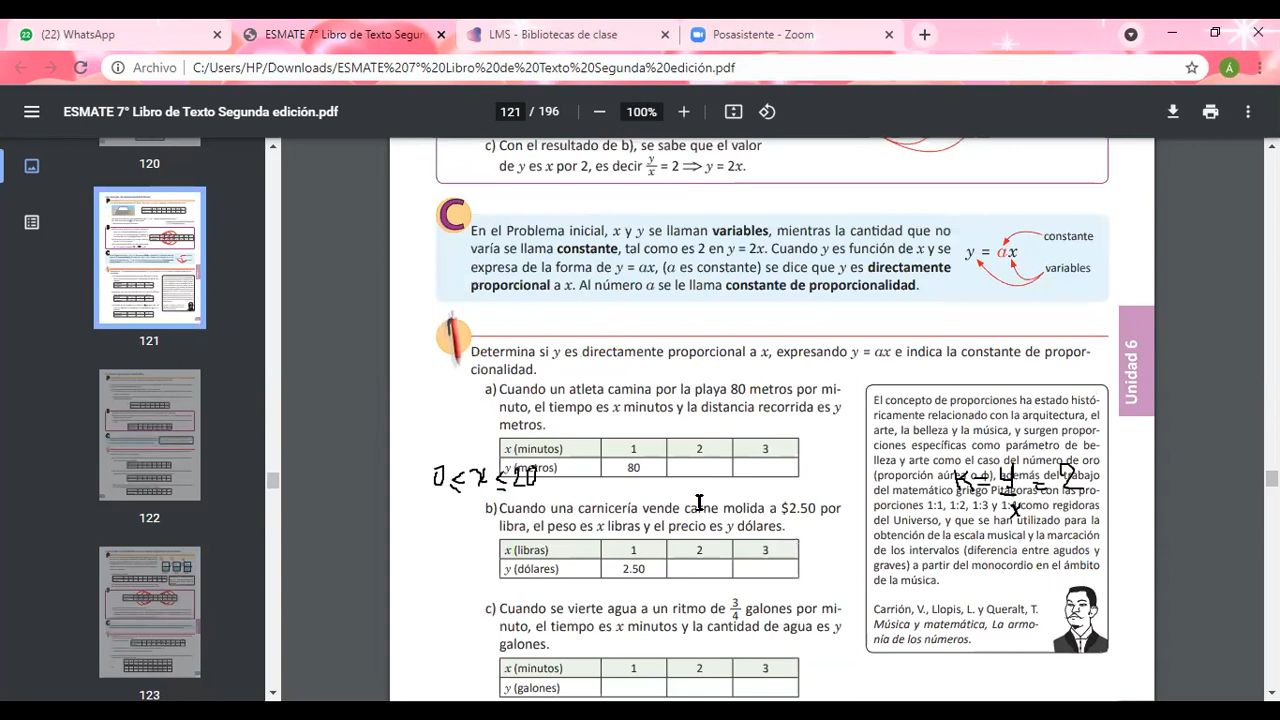 (22) WhatsApp
ESMATE 7° Libro de Texto Segun
LMS - Bibliotecas de clase
Posasistente - Zoom
Archivo
C:/Users/HP/Downloads/ESMATE%207°%20Libro%20de%20Texto%20Segunda%20edición.pdf
Á
ESMATE 7° Libro de Texto Segunda edición.pdf
121 / 196
100%
120
121
122
123
c) Con el resultado de b), se sabe que el valor
de y es x por 2, es decir y/x = 2 ⟹ y = 2x.
C
En el Problema inicial, x y y se llaman variables, mientras la cantidad que no
varía se llama constante, tal como es 2 en y = 2x. Cuando y es función de x y se
expresa de la forma de y = ax, (a es constante) se dice que y es directamente
proporcional a x. Al número a se le llama constante de proporcionalidad.
constante
y = ax
variables
Determina si y es directamente proporcional a x, expresando y = ax e indica la constante de propor-
cionalidad.
a) Cuando un atleta camina por la playa 80 metros por mi-
nuto, el tiempo es x minutos y la distancia recorrida es y
metros.
x (minutos) 1 2 3
y (metros) 80
0 ≤ x ≤ 20
b) Cuando una carnicería vende carne molida a $2.50 por
libra, el peso es x libras y el precio es y dólares.
x (libras) 1 2 3
y (dólares) 2.50
c) Cuando se vierte agua a un ritmo de 3/4 galones por mi-
nuto, el tiempo es x minutos y la cantidad de agua es y
galones.
x (minutos) 1 2 3
y (galones)
El concepto de proporciones ha estado histó-
ricamente relacionado con la arquitectura, el
arte, la belleza y la música, y surgen propor-
ciones específicas como parámetro de be-
lleza y arte como el caso del número de oro
(proporción áurea), además del trabajo
del matemático griego Pitágoras con las pro-
porciones 1:1, 1:2, 1:3 y 1:4 como regidoras
del Universo, y que se han utilizado para la
obtención de la escala musical y la marcación
de los intervalos (diferencia entre agudos y
graves) a partir del monocordio en el ámbito
de la música.
K = y/x = 2
Carrión, V., Llopis, L. y Queralt, T.
Música y matemática, La armo-
nía de los números.
Unidad 6